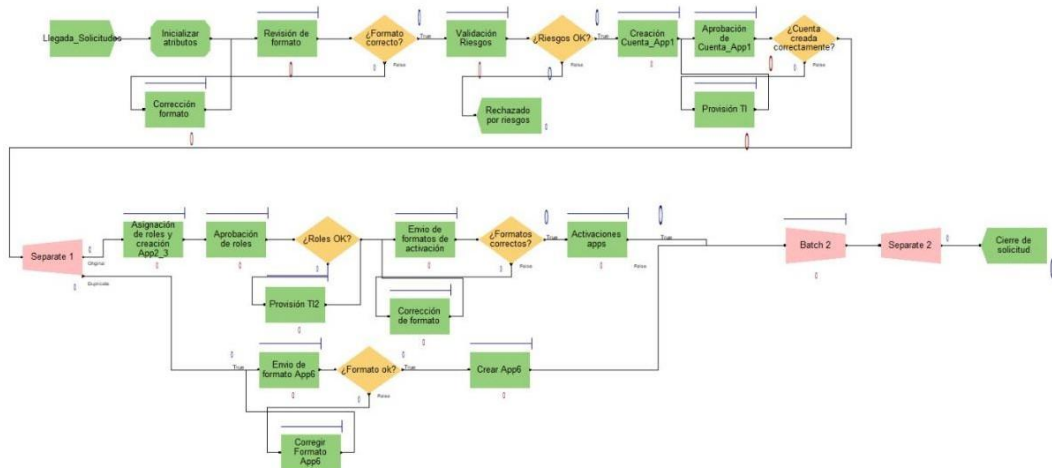 Llegada_Solicitudes
Inicializar
atributos
Revisión de
formato
¿Formato
correcto?
True
False
Corrección
formato
Validación
Riesgos
¿Riesgos OK?
True
False
Rechazado
por riesgos
Creación
Cuenta_App1
Aprobación
de
Cuenta_App1
¿Cuenta
creada
correctamente?
False
Provisión TI
Separate 1
Original
Duplicate
Asignación
de roles y
creación
App2_3
Aprobación
de roles
¿Roles OK?
Provisión TI2
Envio de
formatos de
activación
¿Formatos
correctos?
True
False
Corrección
de formato
Activaciones
apps
True
False
Batch 2
Separate 2
Cierre de
solicitud
True
Envio de
formato App6
¿Formato ok?
True
False
Crear App6
Corregir
Formato
App6